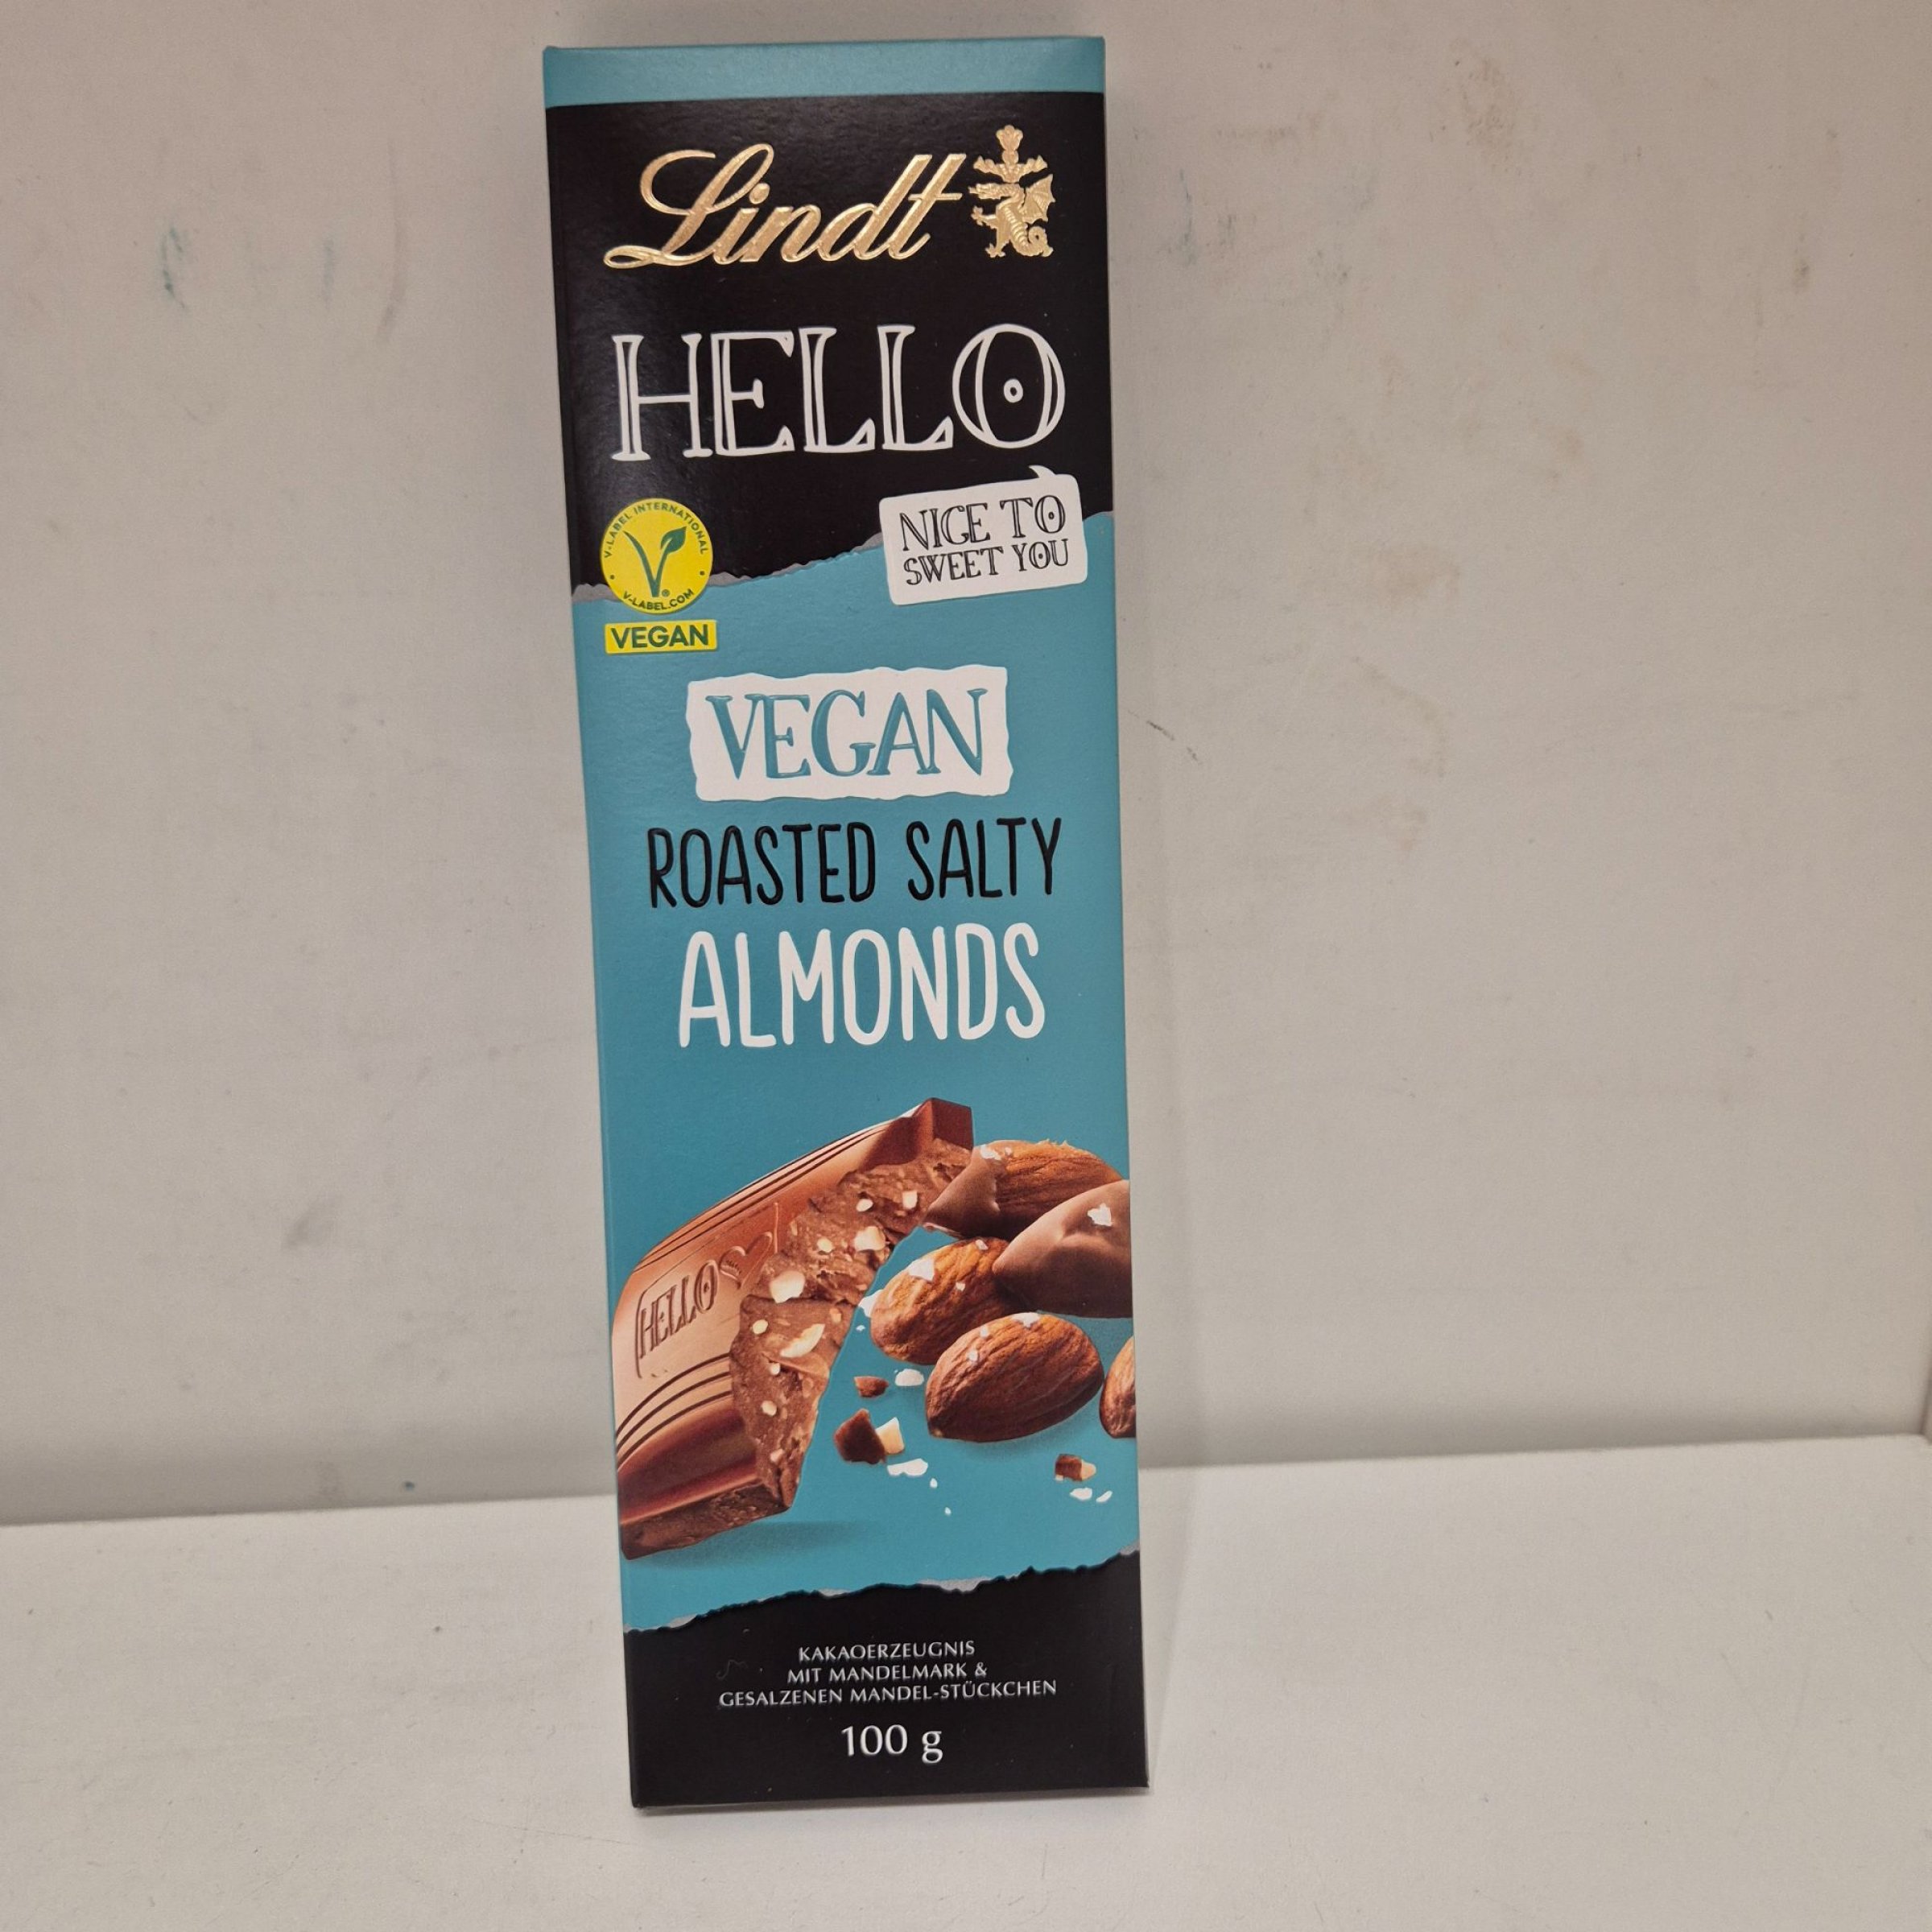 Lindt
HELLO
NICE TO
SWEET YOU
V-LABEL INTERNATIONAL
V-LABEL.COM
VEGAN
VEGAN
ROASTED SALTY
ALMONDS
HELLO
KAKAOERZEUGNIS
MIT MANDELMARK &
GESALZENEN MANDEL-STÜCKCHEN
100 g